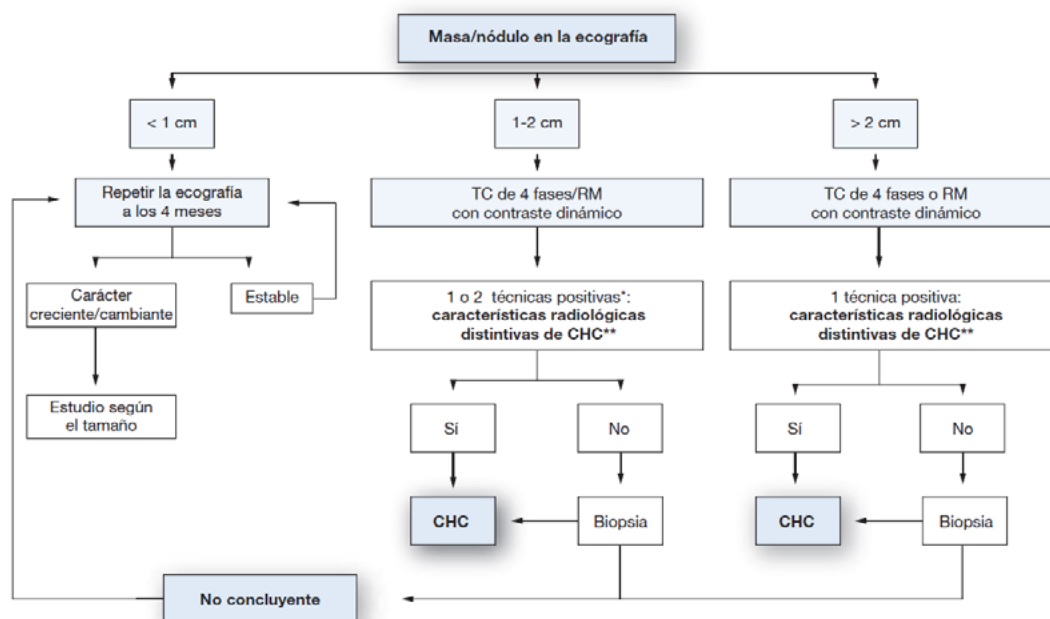 Masa/nódulo en la ecografía
< 1 cm
1-2 cm
> 2 cm
Repetir la ecografía
a los 4 meses
TC de 4 fases/RM
con contraste dinámico
TC de 4 fases o RM
con contraste dinámico
Carácter
creciente/cambiante
Estable
1 o 2 técnicas positivas*:
características radiológicas
distintivas de CHC**
1 técnica positiva:
características radiológicas
distintivas de CHC**
Estudio según
el tamaño
Sí
No
Sí
No
CHC
Biopsia
CHC
Biopsia
No concluyente